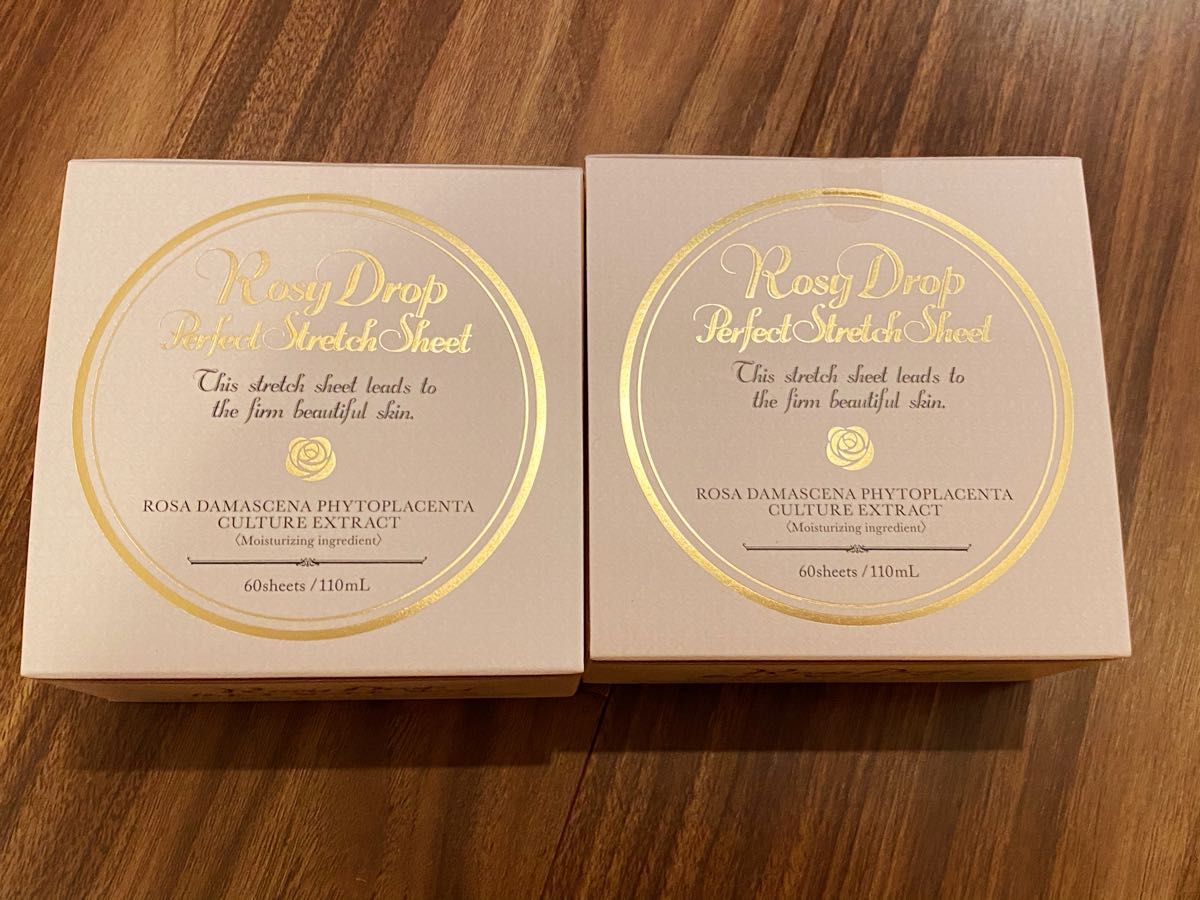 Rosy Drop
Perfect Stretch Sheet
This stretch sheet leads to
the firm beautiful skin.
ROSA DAMASCENA PHYTOPLACENTA
CULTURE EXTRACT
〈Moisturizing ingredient〉
60sheets / 110mL
Rosy Drop
Perfect Stretch Sheet
This stretch sheet leads to
the firm beautiful skin.
ROSA DAMASCENA PHYTOPLACENTA
CULTURE EXTRACT
〈Moisturizing ingredient〉
60sheets / 110mL